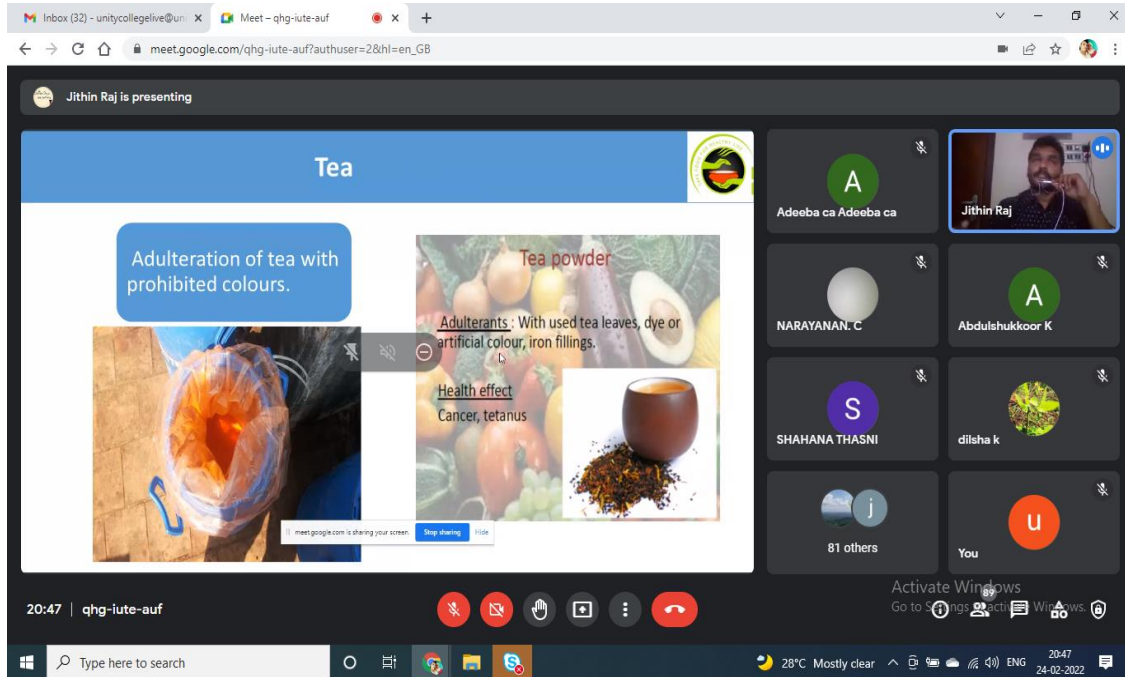 Inbox (32) - unitycollegelive@un
Meet – qhg-iute-auf
meet.google.com/qhg-iute-auf?authuser=2&hl=en_GB
Jithin Raj is presenting
Tea
Adulteration of tea with
prohibited colours.
Tea powder
Adulterants : With used tea leaves, dye or
artificial colour, iron fillings.
Health effect
Cancer, tetanus
meet.google.com is sharing your screen.
Stop sharing
Hide
A
Adeeba ca Adeeba ca
Jithin Raj
NARAYANAN. C
A
Abdulshukkoor K
S
SHAHANA THASNI
dilsha k
j
81 others
u
You
Activate Windows
Go to Settings to activate Windows.
89
20:47 | qhg-iute-auf
Type here to search
28°C Mostly clear
ENG
20:47
24-02-2022